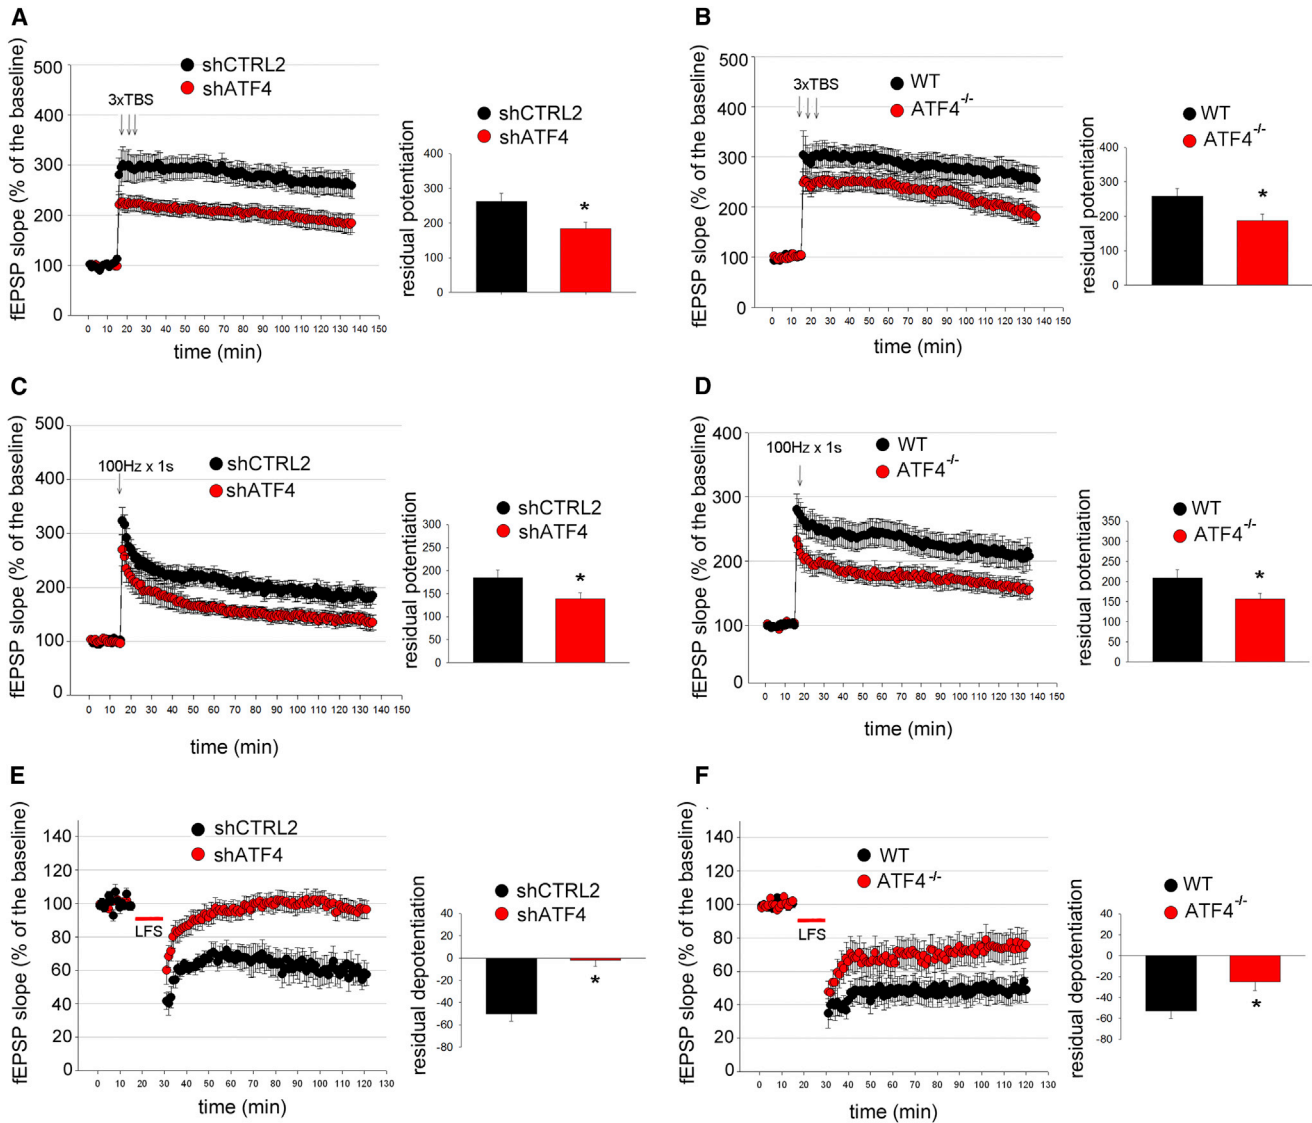 A
fEPSP slope (% of the baseline)
500
400
300
200
100
0
shCTRL2
shATF4
3xTBS
0 10 20 30 40 50 60 70 80 90 100 110 120 130 140 150
time (min)
shCTRL2
shATF4
residual potentiation
400
300
200
100
0
*
B
fEPSP slope (% of the baseline)
500
400
300
200
100
0
WT
ATF4-/-
3xTBS
0 10 20 30 40 50 60 70 80 90 100 110 120 130 140 150
time (min)
WT
ATF4-/-
residual potentiation
400
300
200
100
0
*
C
fEPSP slope (% of the baseline)
500
400
300
200
100
0
100Hz x 1s
shCTRL2
shATF4
0 10 20 30 40 50 60 70 80 90 100 110 120 130 140 150
time (min)
shCTRL2
shATF4
residual potentiation
300
250
200
150
100
50
0
*
D
fEPSP slope (% of the baseline)
400
300
200
100
0
100Hz x 1s
WT
ATF4-/-
0 10 20 30 40 50 60 70 80 90 100 110 120 130 140 150
time (min)
WT
ATF4-/-
residual potentiation
350
300
250
200
150
100
50
0
*
E
fEPSP slope (% of the baseline)
140
120
100
80
60
40
20
0
shCTRL2
shATF4
LFS
0 10 20 30 40 50 60 70 80 90 100 110 120 130
time (min)
shCTRL2
shATF4
residual depotentiation
40
20
0
-20
-40
-60
-80
*
F
fEPSP slope (% of the baseline)
140
120
100
80
60
40
20
0
WT
ATF4-/-
LFS
0 10 20 30 40 50 60 70 80 90 100 110 120 130
time (min)
WT
ATF4-/-
residual depotentiation
40
20
0
-20
-40
-60
-80
*